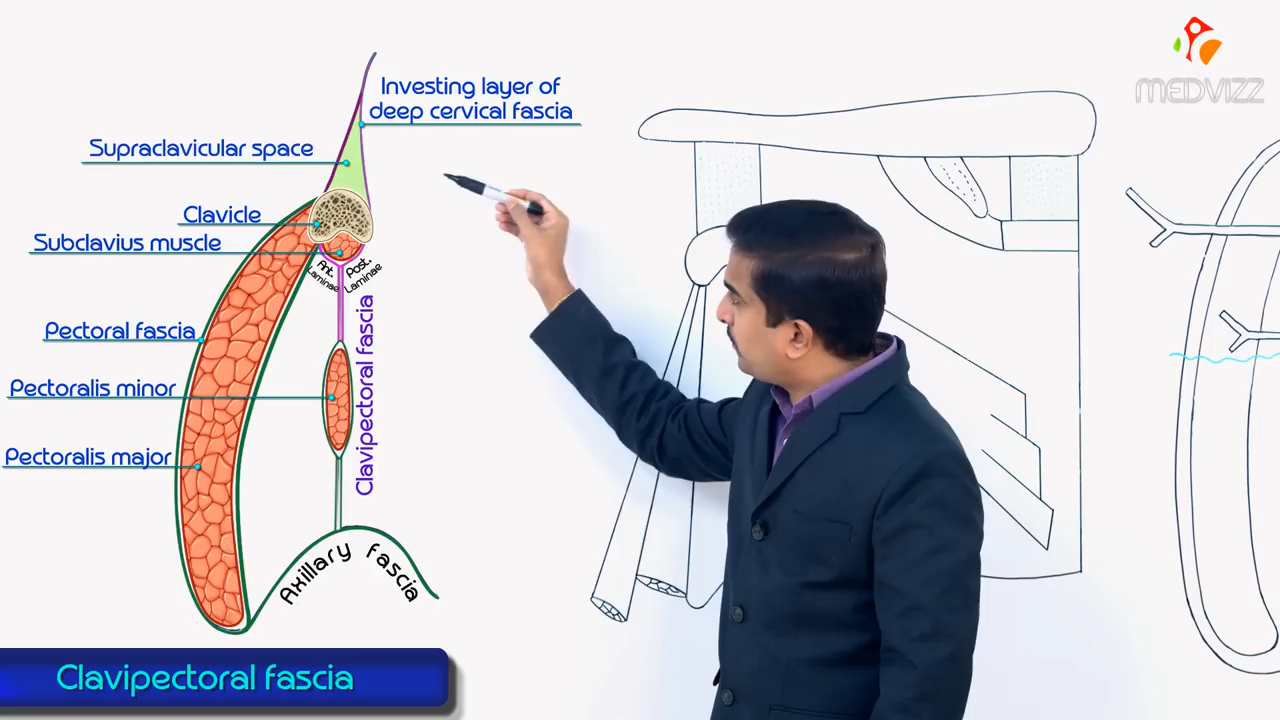 MEDVIZZ
Investing layer of
deep cervical fascia
Supraclavicular space
Clavicle
Subclavius muscle
Ant.
Laminae
Post.
Laminae
Pectoral fascia
Pectoralis minor
Pectoralis major
Clavipectoral fascia
Axillary fascia
Clavipectoral fascia